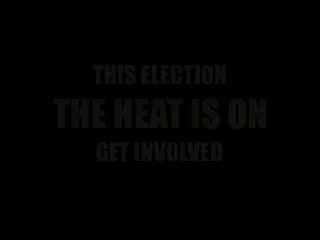 THIS ELECTION
THE HEAT IS ON
GET INVOLVED